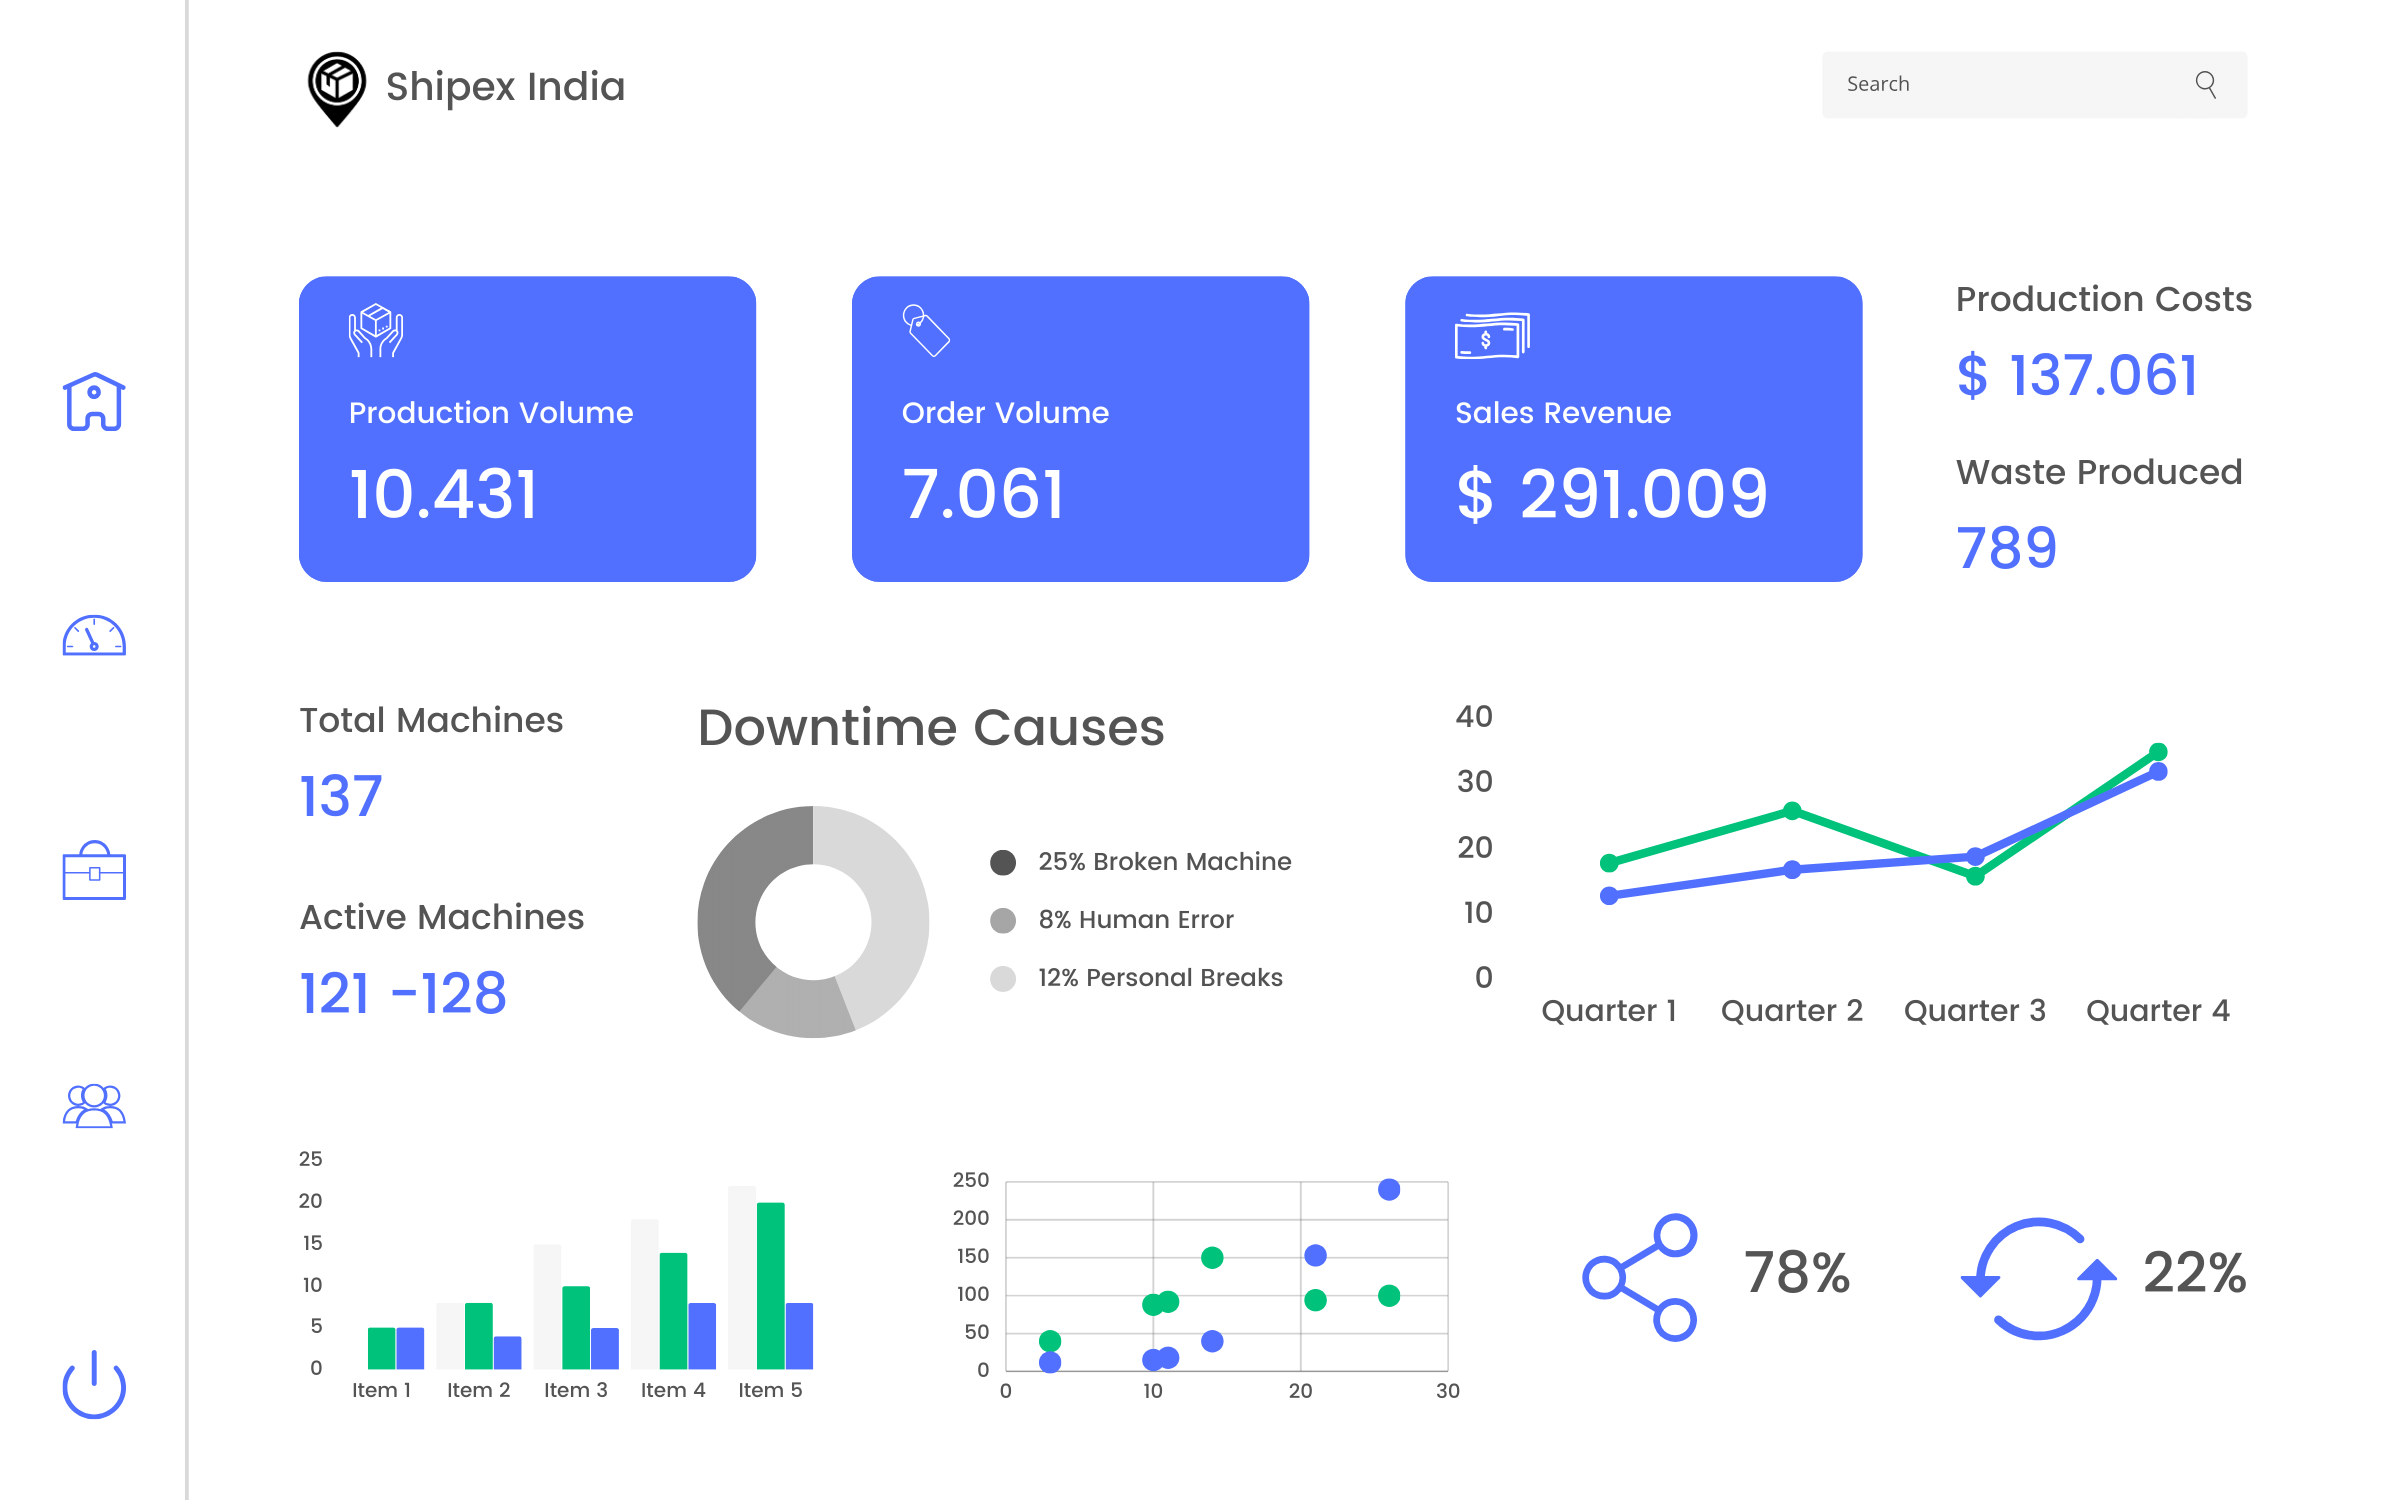 Shipex India
Search
Production Volume
10.431
Order Volume
7.061
$
Sales Revenue
$ 291.009
Production Costs
$ 137.061
Waste Produced
789
Total Machines
137
Active Machines
121 -128
Downtime Causes
25% Broken Machine
8% Human Error
12% Personal Breaks
40
30
20
10
0
Quarter 1 Quarter 2 Quarter 3 Quarter 4
25
20
15
10
5
0
Item 1 Item 2 Item 3 Item 4 Item 5
250
200
150
100
50
0
0 10 20 30
78%
22%